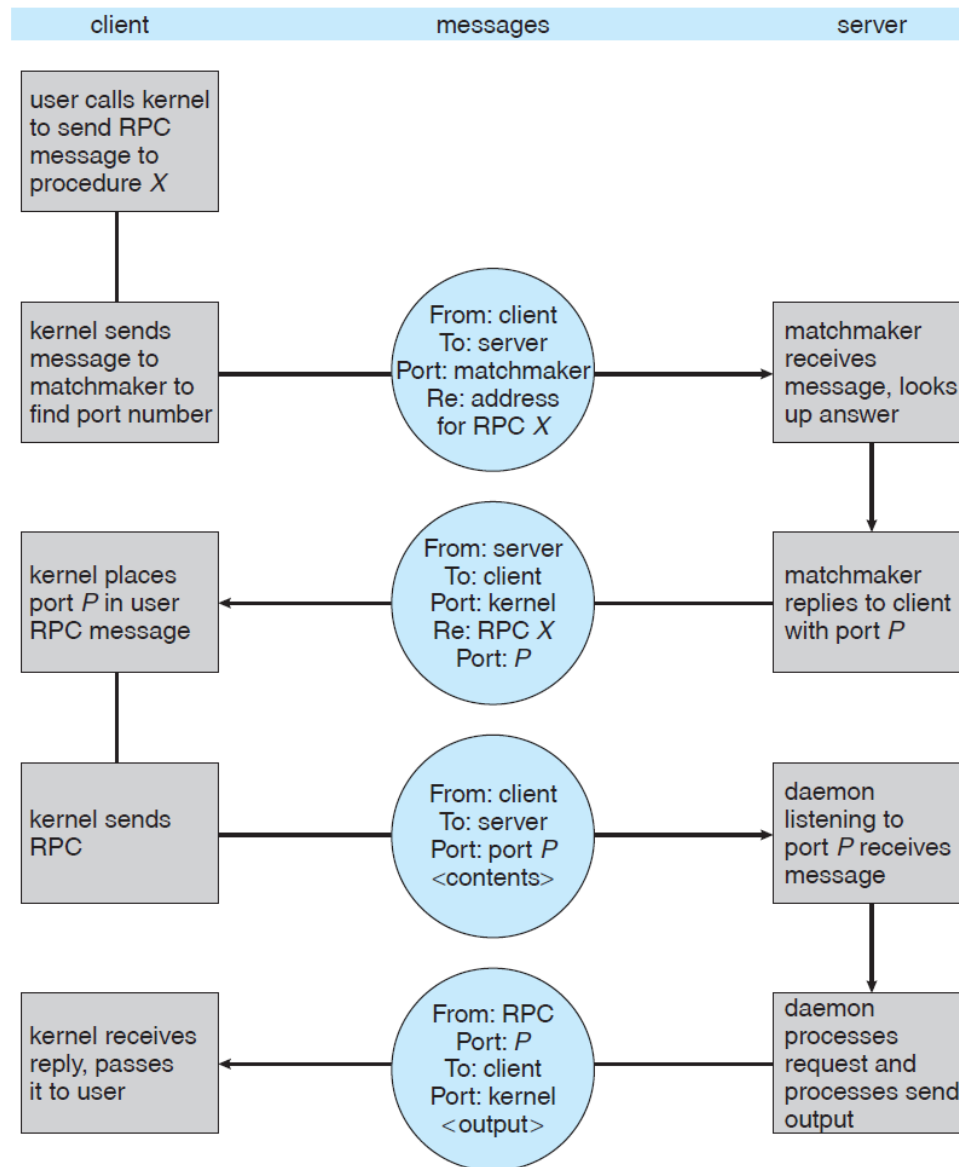 client
messages
server
user calls kernel
to send RPC
message to
procedure X
kernel sends
message to
matchmaker to
find port number
From: client
To: server
Port: matchmaker
Re: address
for RPC X
matchmaker
receives
message, looks
up answer
kernel places
port P in user
RPC message
From: server
To: client
Port: kernel
Re: RPC X
Port: P
matchmaker
replies to client
with port P
kernel sends
RPC
From: client
To: server
Port: port P
<contents>
daemon
listening to
port P receives
message
kernel receives
reply, passes
it to user
From: RPC
Port: P
To: client
Port: kernel
<output>
daemon
processes
request and
processes send
output